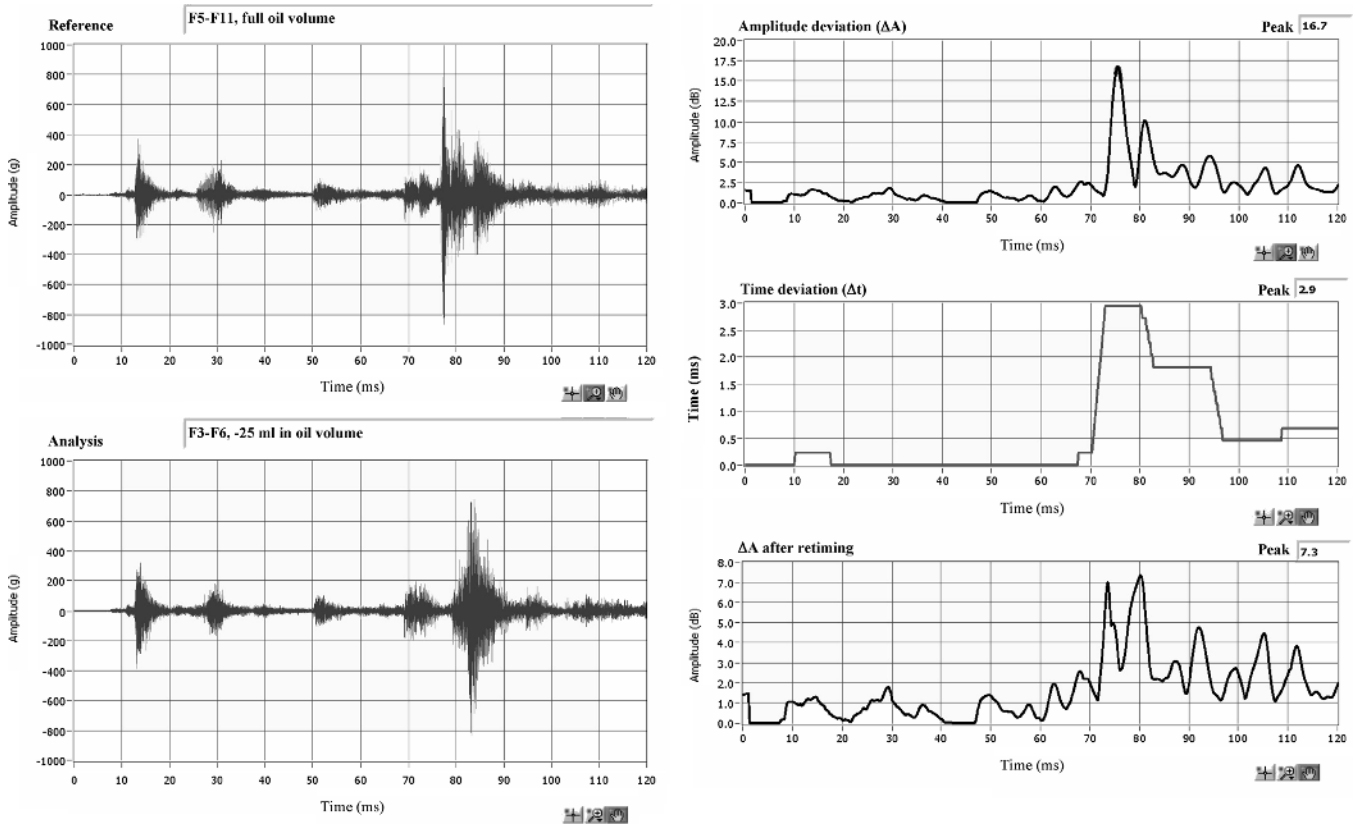 Reference
F5-F11, full oil volume
1000
800
600
400
200
0
-200
-400
-600
-800
-1000
Amplitude (g)
0 10 20 30 40 50 60 70 80 90 100 110 120
Time (ms)
Analysis
F3-F6, -25 ml in oil volume
1000
800
600
400
200
0
-200
-400
-600
-800
-1000
Amplitude (g)
0 10 20 30 40 50 60 70 80 90 100 110 120
Time (ms)
Amplitude deviation (ΔA)
Peak 16.7
20.0
17.5
15.0
12.5
10.0
7.5
5.0
2.5
0.0
Amplitude (dB)
0 10 20 30 40 50 60 70 80 90 100 110 120
Time (ms)
Time deviation (Δt)
Peak 2.9
3.0
2.5
2.0
1.5
1.0
0.5
0.0
Time (ms)
0 10 20 30 40 50 60 70 80 90 100 110 120
Time (ms)
ΔA after retiming
Peak 7.3
8.0
7.0
6.0
5.0
4.0
3.0
2.0
1.0
0.0
Amplitude (dB)
0 10 20 30 40 50 60 70 80 90 100 110 120
Time (ms)